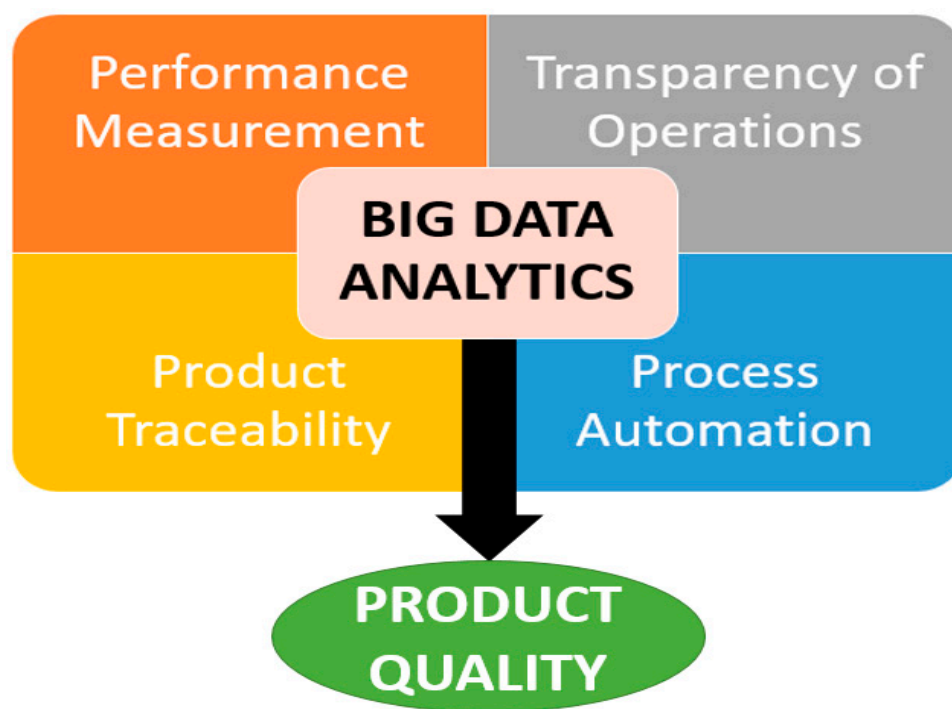 Performance
Measurement
Transparency of
Operations
BIG DATA
ANALYTICS
Product
Traceability
Process
Automation
PRODUCT
QUALITY